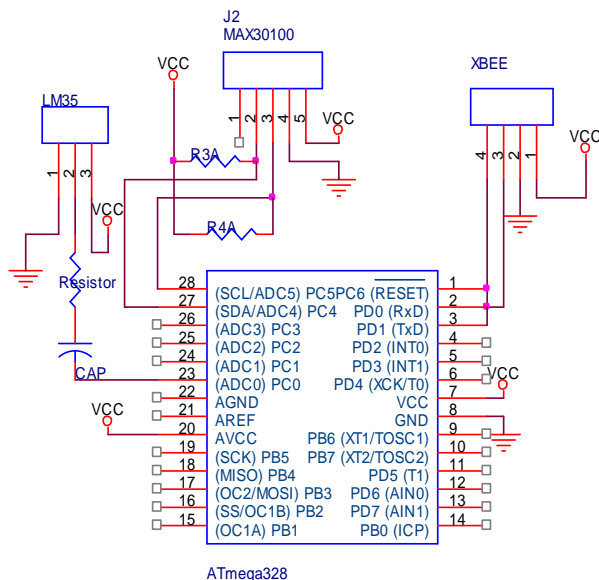 J2
MAX30100
VCC
XBEE
LM35
1 2 3 4 5
VCC
VCC
4 3 2 1
1 2 3
VCC
R3A
R4A
Resistor
CAP
28 (SCL/ADC5) PC5 PC6 (RESET) 1
27 (SDA/ADC4) PC4 PD0 (RxD) 2
26 (ADC3) PC3 PD1 (TxD) 3
25 (ADC2) PC2 PD2 (INT0) 4
24 (ADC1) PC1 PD3 (INT1) 5
23 (ADC0) PC0 PD4 (XCK/T0) 6
VCC
22 AGND VCC 7
21 AREF GND 8
VCC
20 AVCC PB6 (XT1/TOSC1) 9
19 (SCK) PB5 PB7 (XT2/TOSC2) 10
18 (MISO) PB4 PD5 (T1) 11
17 (OC2/MOSI) PB3 PD6 (AIN0) 12
16 (SS/OC1B) PB2 PD7 (AIN1) 13
15 (OC1A) PB1 PB0 (ICP) 14
ATmega328